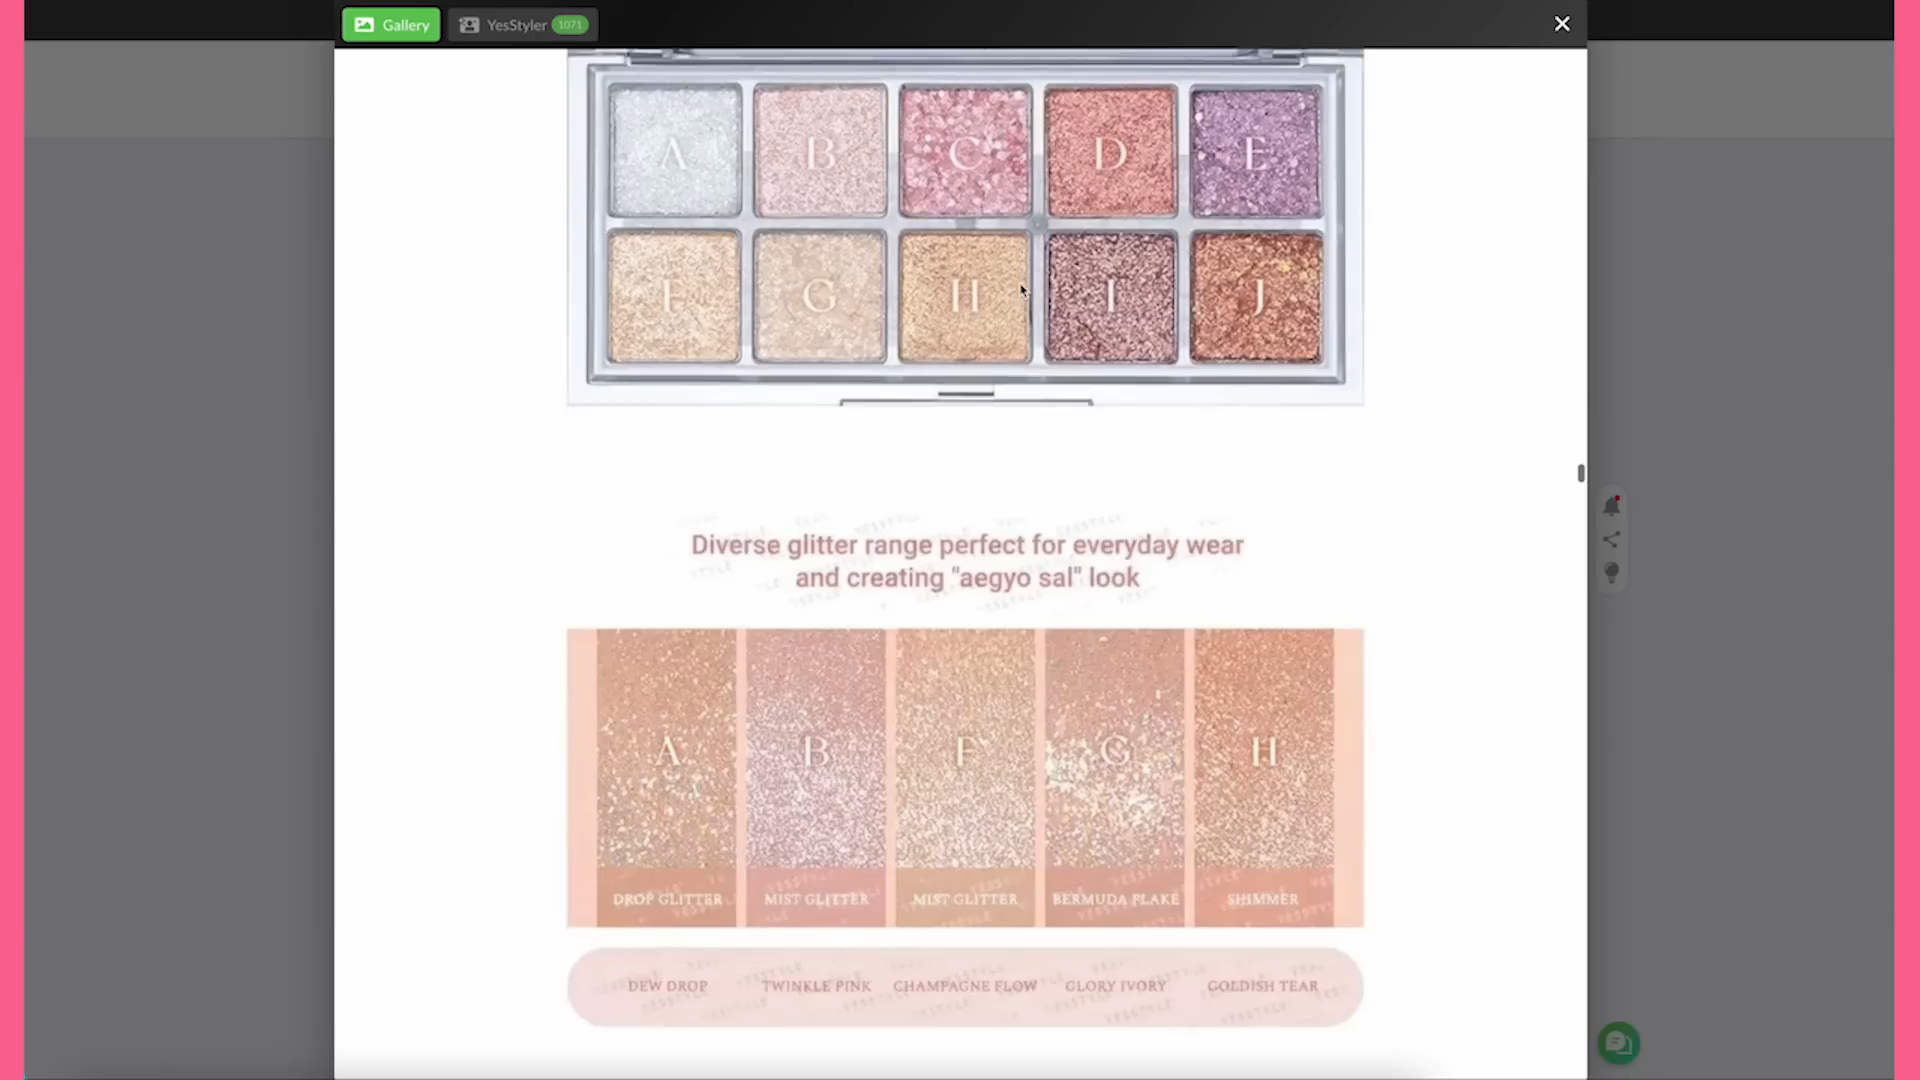 Gallery
YesStyler 1071
A B C D E
F G H I J
Diverse glitter range perfect for everyday wear
and creating "aegyo sal" look
A B F G H
DROP GLITTER MIST GLITTER MIST GLITTER BERMUDA FLAKE SHIMMER
DEW DROP TWINKLE PINK CHAMPAGNE FLOW GLORY IVORY GOLDISH TEAR